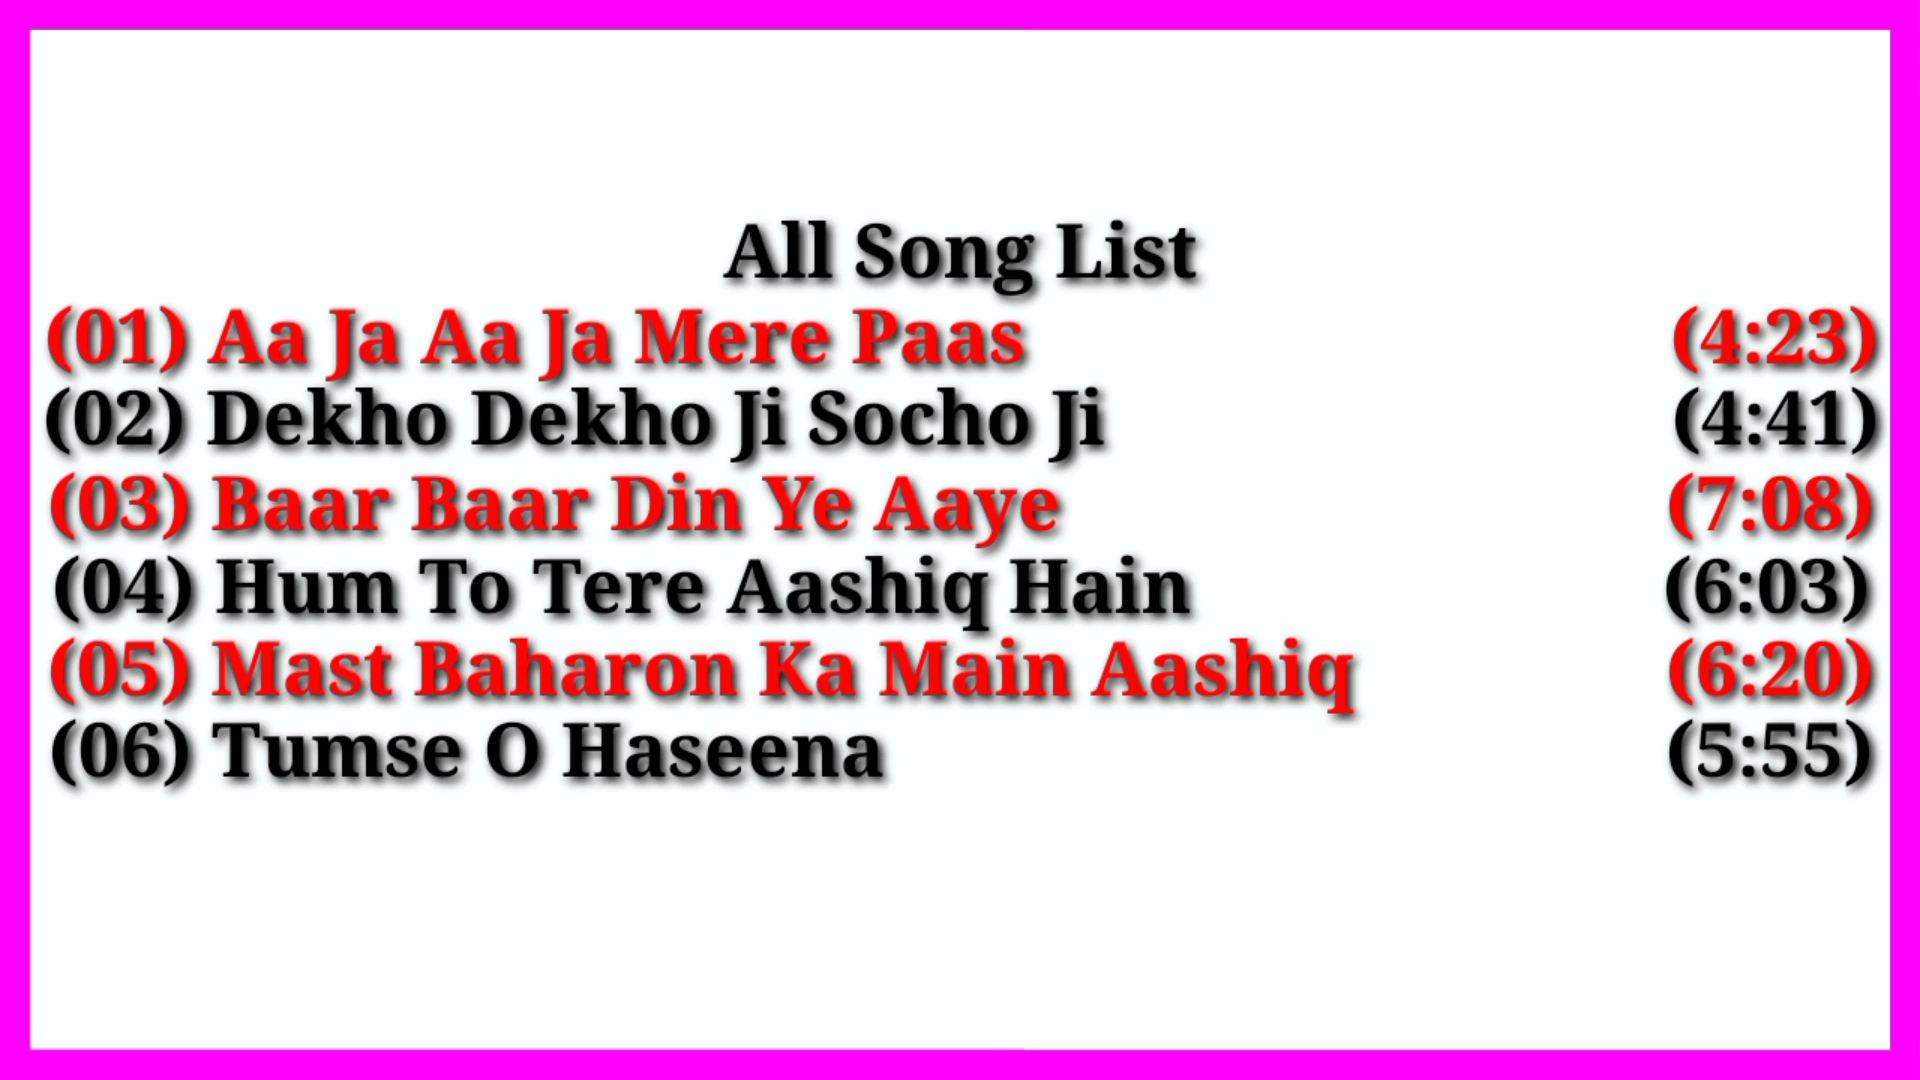 All Song List
(01) Aa Ja Aa Ja Mere Paas (4:23)
(02) Dekho Dekho Ji Socho Ji (4:41)
(03) Baar Baar Din Ye Aaye (7:08)
(04) Hum To Tere Aashiq Hain (6:03)
(05) Mast Baharon Ka Main Aashiq (6:20)
(06) Tumse O Haseena (5:55)